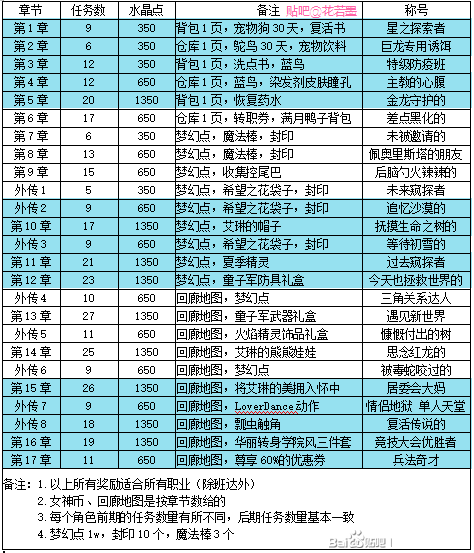 贴吧@花若墨
章节 任务数 水晶点 备注 称号
第1章 9 350 背包1页，宠物狗30天，复活书 星之探索者
第2章 6 350 仓库1页，鸵鸟30天，宠物饮料 巨龙专用诱饵
第3章 12 350 背包1页，洗点书，蓝鸟 特级防疫班
第4章 12 650 仓库1页，蓝鸟，染发剂皮肤瞳孔 主教的心腹
第5章 20 1350 背包1页，恢复药水 金龙守护的
第6章 17 650 仓库1页，转职券，满月鸭子背包 差点黑化的
第7章 6 350 梦幻点，魔法棒，封印 未被邀请的
第8章 13 650 梦幻点，魔法棒，封印 佩奥里斯塔的朋友
第9章 15 650 梦幻点，收集控尾巴 后脑勺火辣辣的
外传1 5 350 梦幻点，希望之花袋子，封印 未来窥探者
外传2 9 650 梦幻点，希望之花袋子，封印 追忆沙漠的
第10章 17 1350 梦幻点，艾琳的帽子 抚摸生命之树的
外传3 9 650 梦幻点，希望之花袋子，封印 等待初雪的
第11章 21 1350 梦幻点，夏季精灵 过去窥探者
第12章 23 1350 梦幻点，童子军防具礼盒 今天也拯救世界的
外传4 10 650 回廊地图，梦幻点 三角关系达人
第13章 27 1350 回廊地图，童子军武器礼盒 遇见新世界
外传5 11 650 回廊地图，火焰精灵饰品礼盒 慷慨付出的树
第14章 25 1350 回廊地图，艾琳的熊熊娃娃 思念红龙的
外传6 9 650 回廊地图，梦幻点 被毒蛇咬过的
第15章 26 1350 回廊地图，将艾琳的美拥入怀中 居委会大妈
外传7 9 650 回廊地图，LoverDance动作 情侣地狱 单人天堂
外传8 18 1350 回廊地图，瓢虫触角 复活传说的
第16章 19 1350 回廊地图，华丽转身学院风三件套 竞技大会优胜者
第17章 11 650 回廊地图，尊享60%的优惠券 兵法奇才
备注：1.以上所有奖励适合所有职业（除班达外）
2.女神币、回廊地图是按章节数给的
3.每个角色前期的任务数量有所不同，后期任务数量基本一致
4.梦幻点1w，封印10个，魔法棒3个
Bai贴吧